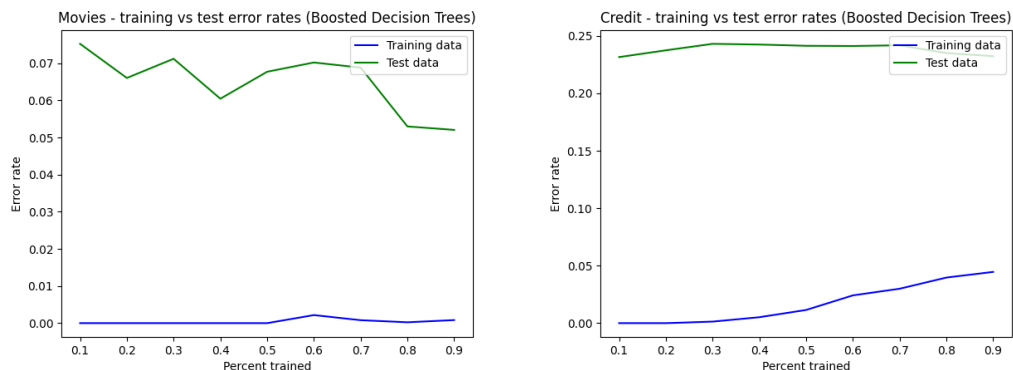 Movies - training vs test error rates (Boosted Decision Trees)
Training data
Test data
0.07
0.06
0.05
0.04
0.03
0.02
0.01
0.00
Error rate
0.1 0.2 0.3 0.4 0.5 0.6 0.7 0.8 0.9
Percent trained
Credit - training vs test error rates (Boosted Decision Trees)
Training data
Test data
0.25
0.20
0.15
0.10
0.05
0.00
Error rate
0.1 0.2 0.3 0.4 0.5 0.6 0.7 0.8 0.9
Percent trained